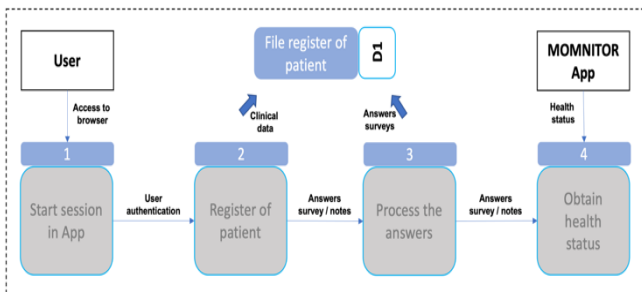 User
File register of
patient
D1
MOMNITOR
App
Access to
browser
Clinical
data
Answers
surveys
Health
status
1
2
3
4
Start session
in App
User
authentication
Register of
patient
Answers
survey / notes
Process the
answers
Answers
survey / notes
Obtain
health
status